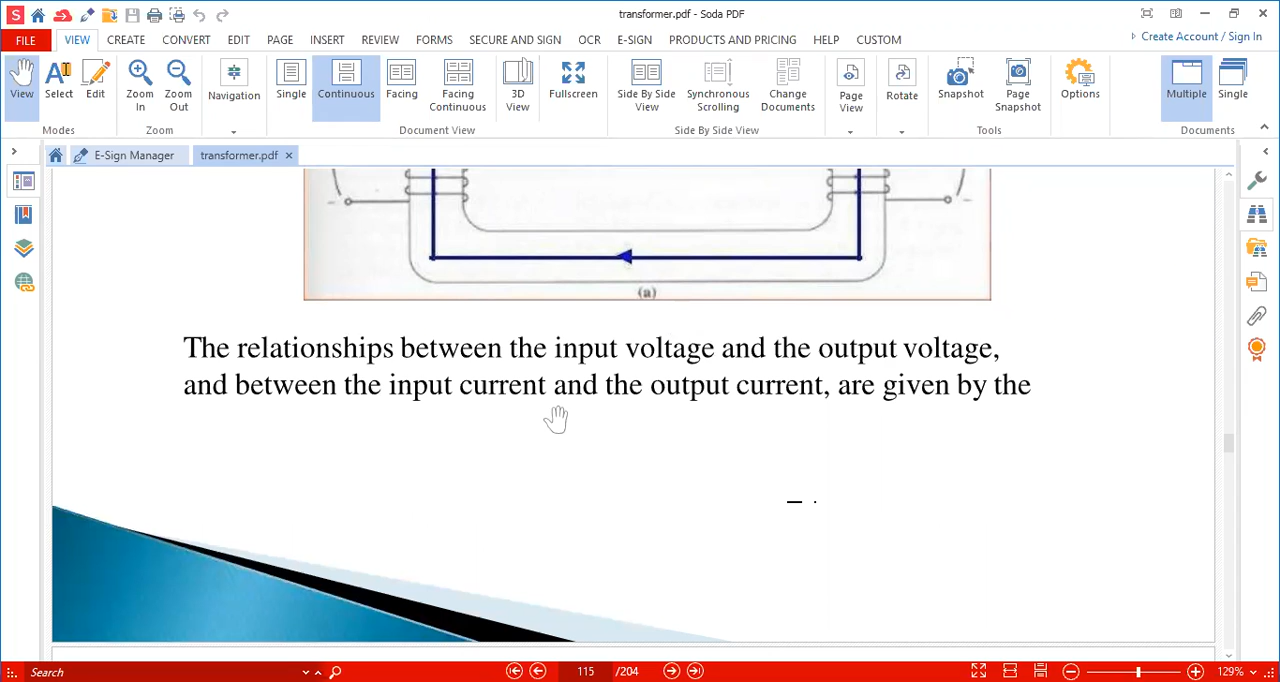 transformer.pdf - Soda PDF
FILE VIEW CREATE CONVERT EDIT PAGE INSERT REVIEW FORMS SECURE AND SIGN OCR E-SIGN PRODUCTS AND PRICING HELP CUSTOM
Create Account / Sign In
View Select Edit
Modes
Zoom In Zoom Out
Zoom
Navigation
Single Continuous Facing Facing Continuous 3D View Fullscreen
Document View
Side By Side View Synchronous Scrolling Change Documents
Side By Side View
Page View
Rotate
Snapshot Page Snapshot
Tools
Options
Multiple Single
Documents
E-Sign Manager transformer.pdf
(a)
The relationships between the input voltage and the output voltage,
and between the input current and the output current, are given by the
Search 115 /204 129%